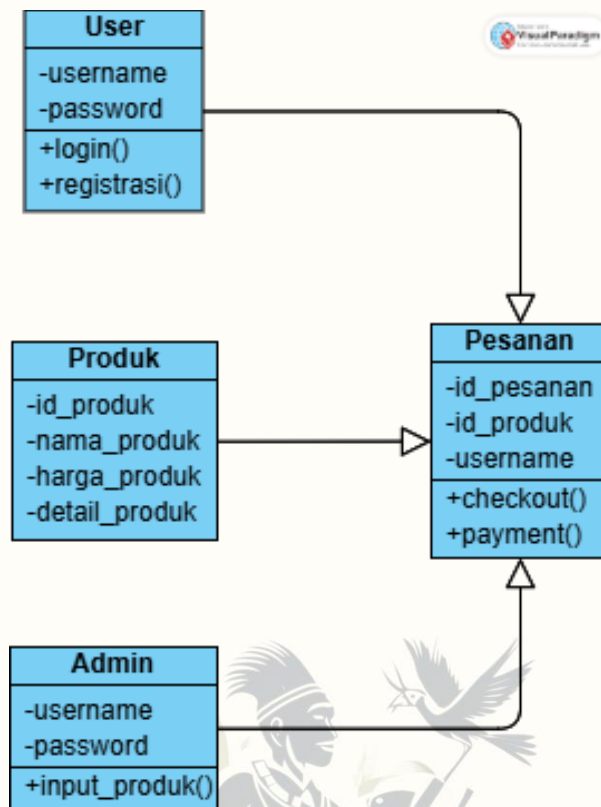 User
-username
-password
+login()
+registrasi()
Visual Paradigm
Produk
-id_produk
-nama_produk
-harga_produk
-detail_produk
Pesanan
-id_pesanan
-id_produk
-username
+checkout()
+payment()
Admin
-username
-password
+input_produk()